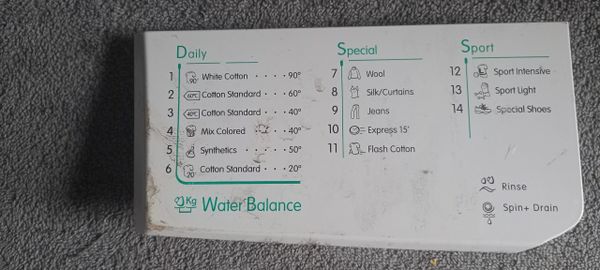 Daily
1 White Cotton · · · · 90°
90
2 Cotton Standard · · · 60°
60°C
3 Cotton Standard · · · 40°
40°C
4 Mix Colored · · · · 40°
5 Synthetics · · · · · · 50°
6 Cotton Standard · · · 20°
20
Kg Water Balance
Special
7 Wool
8 Silk/Curtains
9 Jeans
10 Express 15'
11 Flash Cotton
Sport
12 Sport Intensive
13 Sport Light
14 Special Shoes
Rinse
Spin+ Drain